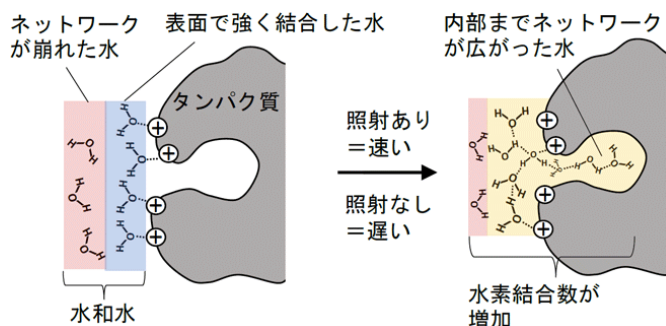 ネットワーク
が崩れた水
表面で強く結合した水
タンパク質
水和水
照射あり
＝速い
照射なし
＝遅い
内部までネットワーク
が広がった水
水素結合数が
増加